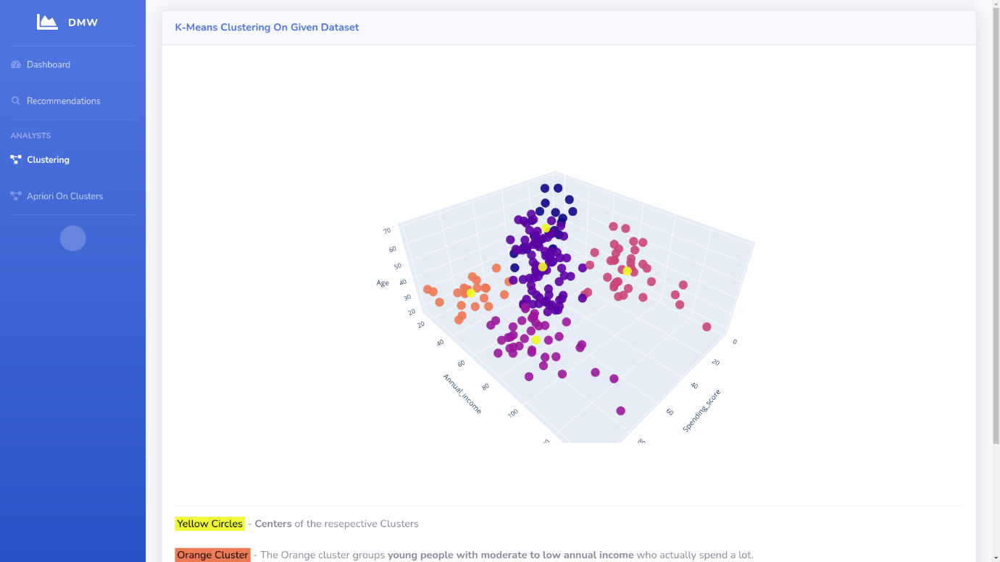 DMW
Dashboard
Recommendations
ANALYSTS
Clustering
Apriori On Clusters
K-Means Clustering On Given Dataset
70
60
50
40
30
20
Age
20
40
60
80
100
Annual_income
0
20
40
60
Spending_score
Yellow Circles - Centers of the resepective Clusters
Orange Cluster - The Orange cluster groups young people with moderate to low annual income who actually spend a lot.